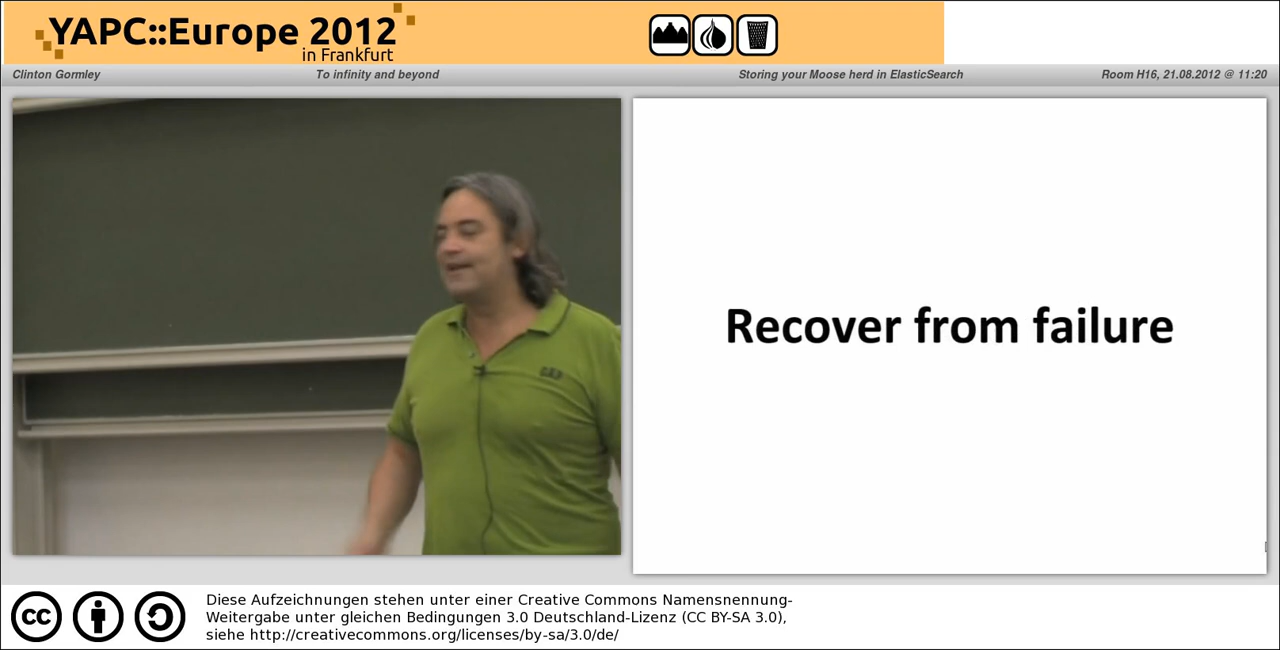 YAPC::Europe 2012
in Frankfurt
Clinton Gormley To infinity and beyond Storing your Moose herd in ElasticSearch Room H16, 21.08.2012 @ 11:20
Recover from failure
cc
Diese Aufzeichnungen stehen unter einer Creative Commons Namensnennung-
Weitergabe unter gleichen Bedingungen 3.0 Deutschland-Lizenz (CC BY-SA 3.0),
siehe http://creativecommons.org/licenses/by-sa/3.0/de/